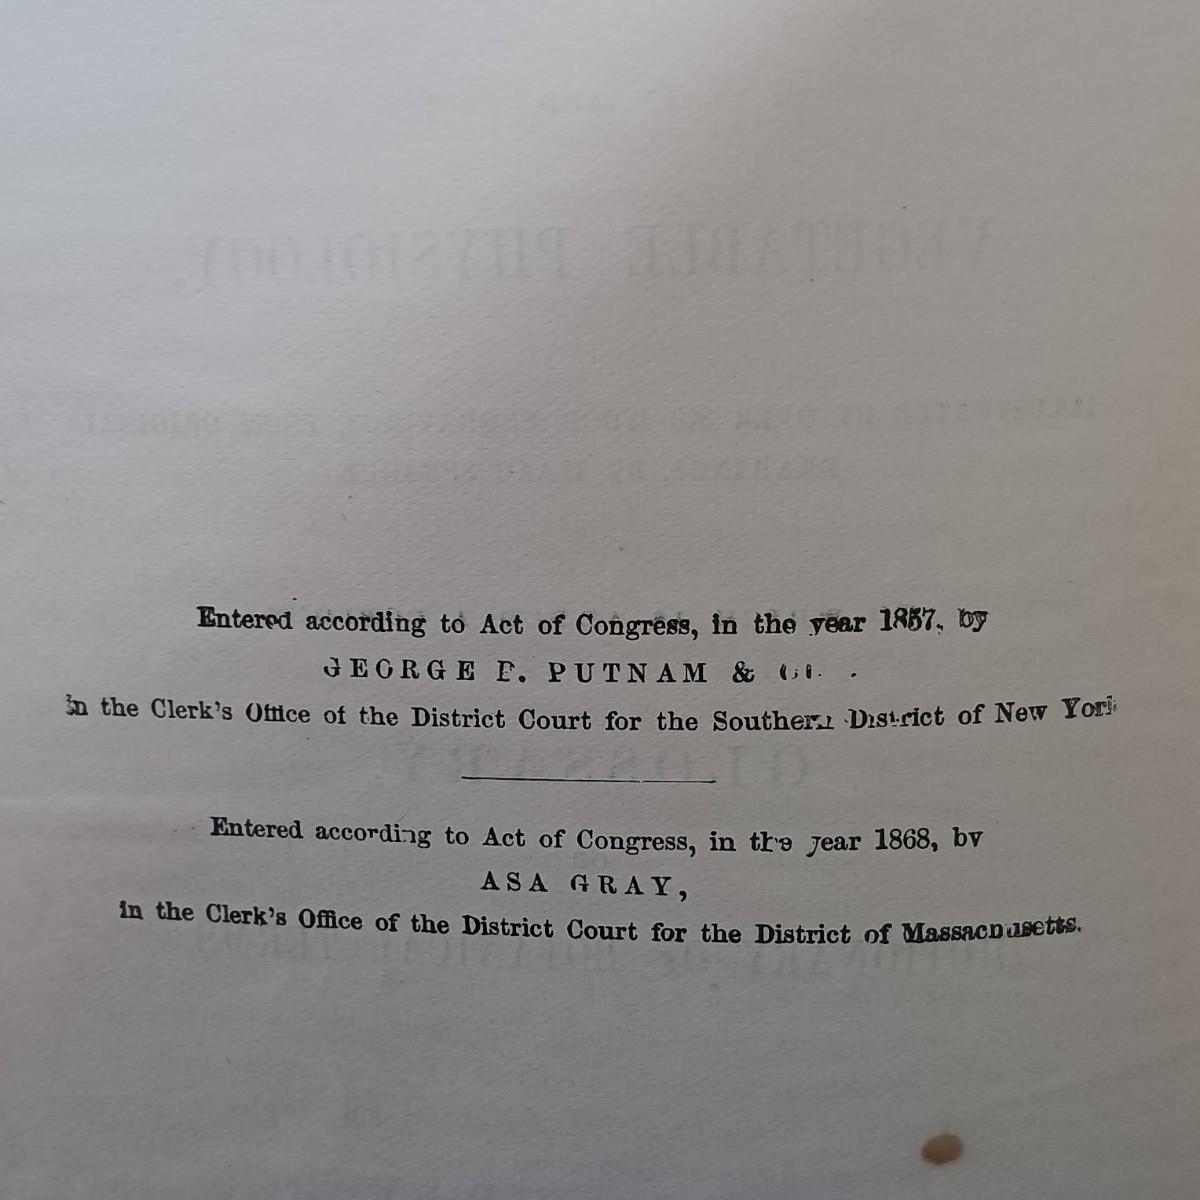 Entered according to Act of Congress, in the year 1857, by
GEORGE P. PUTNAM &
in the Clerk's Office of the District Court for the Southern District of New York
Entered according to Act of Congress, in the year 1868, by
ASA GRAY,
in the Clerk's Office of the District Court for the District of Massachusetts.